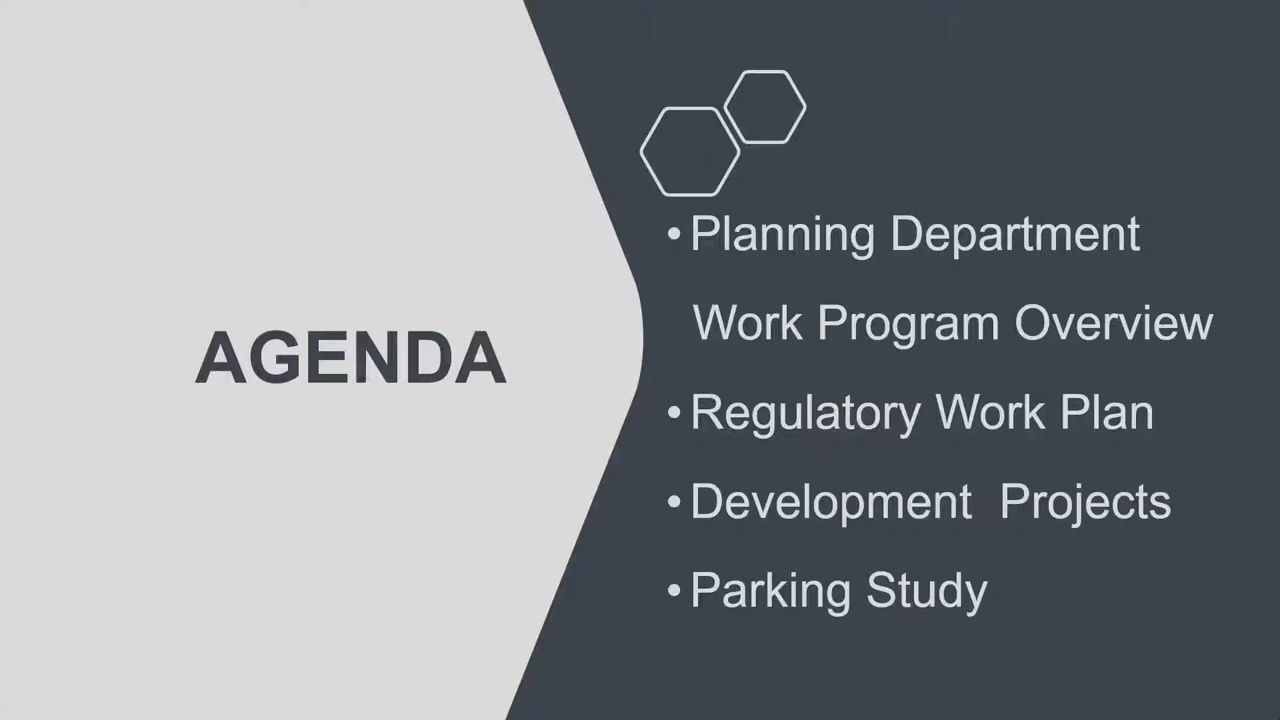 AGENDA
• Planning Department
Work Program Overview
• Regulatory Work Plan
• Development  Projects
• Parking Study